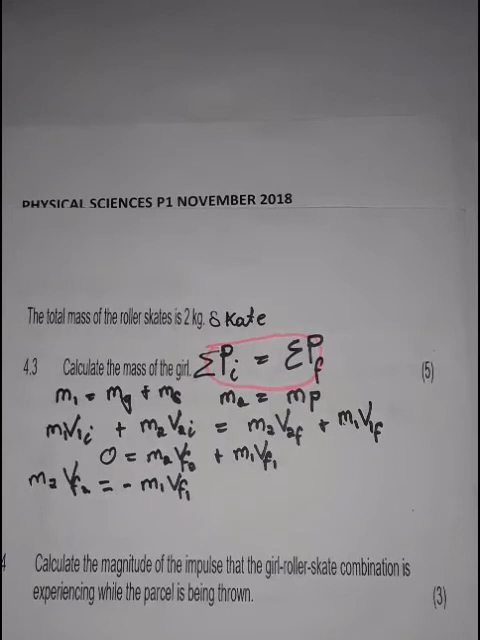 PHYSICAL SCIENCES P1 NOVEMBER 2018
The total mass of the roller skates is 2 kg. Skate
4.3 Calculate the mass of the girl. ΣPi = ΣPf (5)
m₁ = mg + ms m₂ = mp
m₁V₁i + m₂V₂i = m₂V₂f + m₁V₁f
0 = m₂Vf₂ + m₁Vf₁
m₂Vf₂ = - m₁Vf₁
4 Calculate the magnitude of the impulse that the girl-roller-skate combination is
experiencing while the parcel is being thrown. (3)